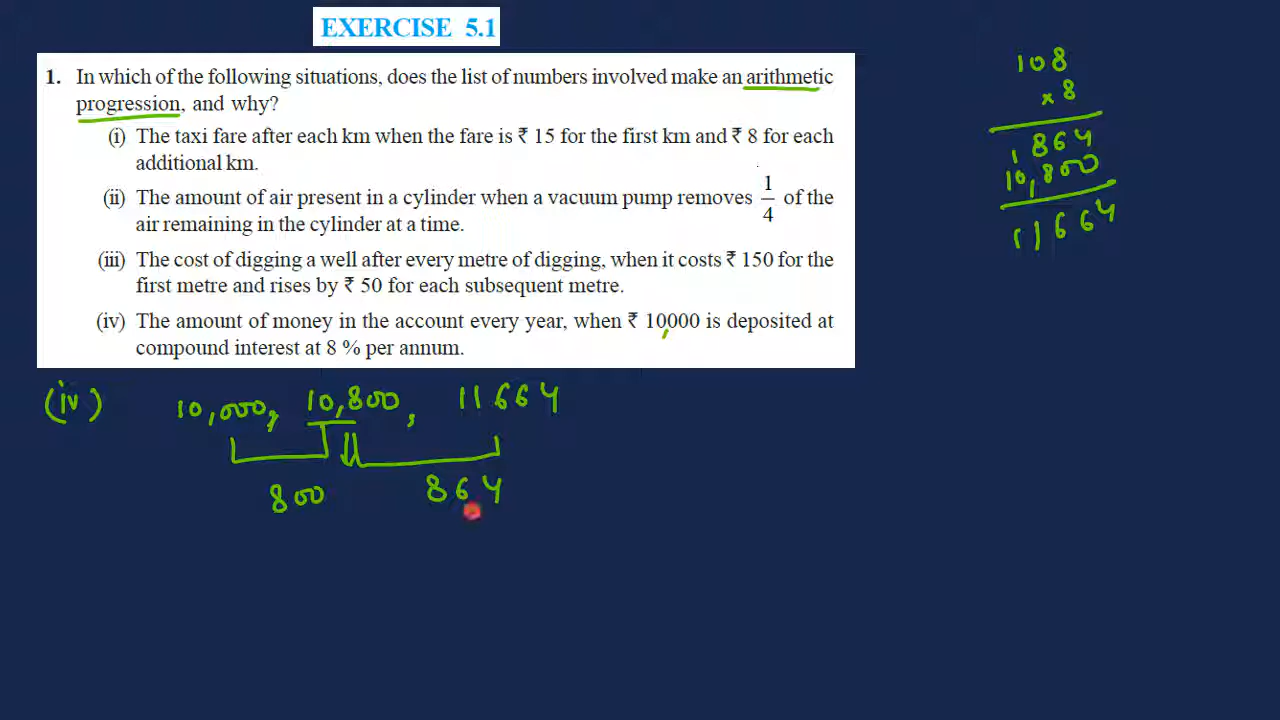 EXERCISE 5.1
1. In which of the following situations, does the list of numbers involved make an arithmetic
progression, and why?
(i) The taxi fare after each km when the fare is ₹ 15 for the first km and ₹ 8 for each
additional km.
(ii) The amount of air present in a cylinder when a vacuum pump removes 1/4 of the
air remaining in the cylinder at a time.
(iii) The cost of digging a well after every metre of digging, when it costs ₹ 150 for the
first metre and rises by ₹ 50 for each subsequent metre.
(iv) The amount of money in the account every year, when ₹ 10000 is deposited at
compound interest at 8 % per annum.
108
× 8
864
1
10,800
11664
(iv) 10,000, 10,800, 11664
800 864